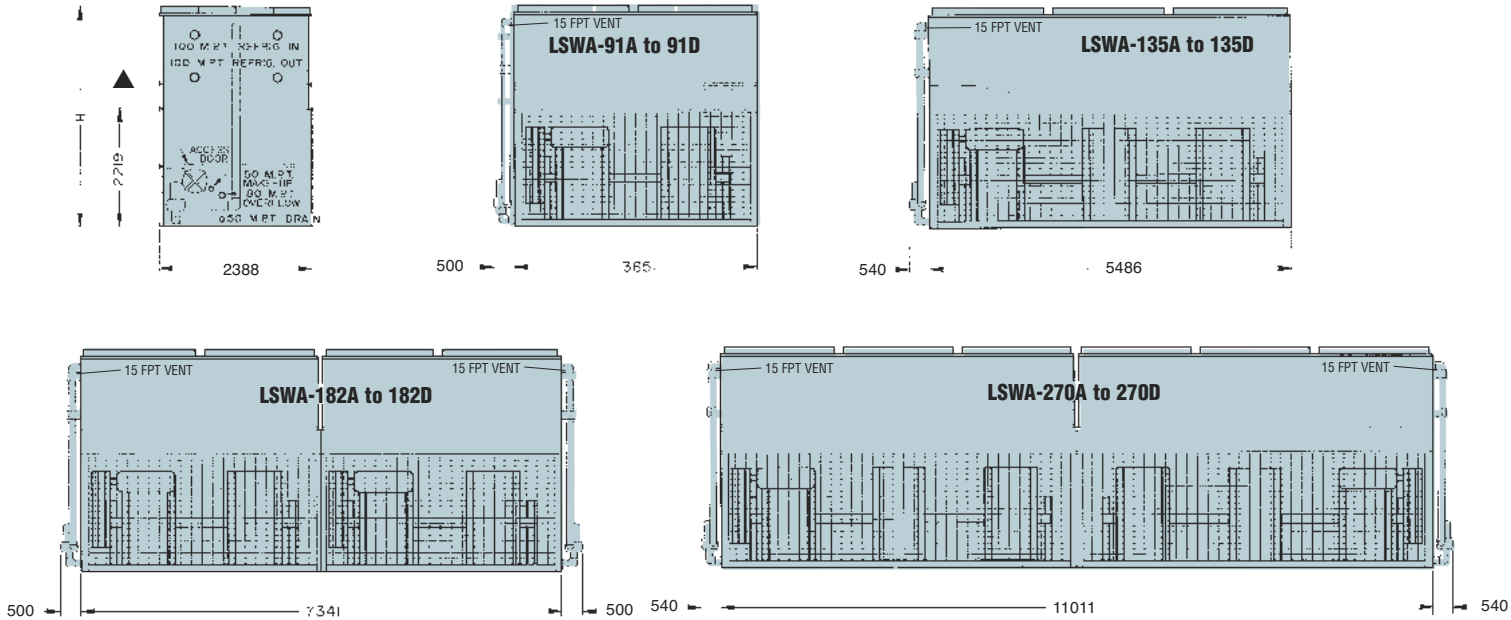 15 FPT VENT
LSWA-91A to 91D
15 FPT VENT
LSWA-135A to 135D
100 M.P.T. REFRIG. IN
100 M.P.T. REFRIG. OUT
H
2219
ACCESS
DOOR
50 M.P.T.
MAKE-UP
80 M.P.T.
OVERFLOW
50 M.P.T. DRAIN
2388
500
540
5486
15 FPT VENT
15 FPT VENT
LSWA-182A to 182D
15 FPT VENT
15 FPT VENT
LSWA-270A to 270D
500
7341
500
540
11011
540